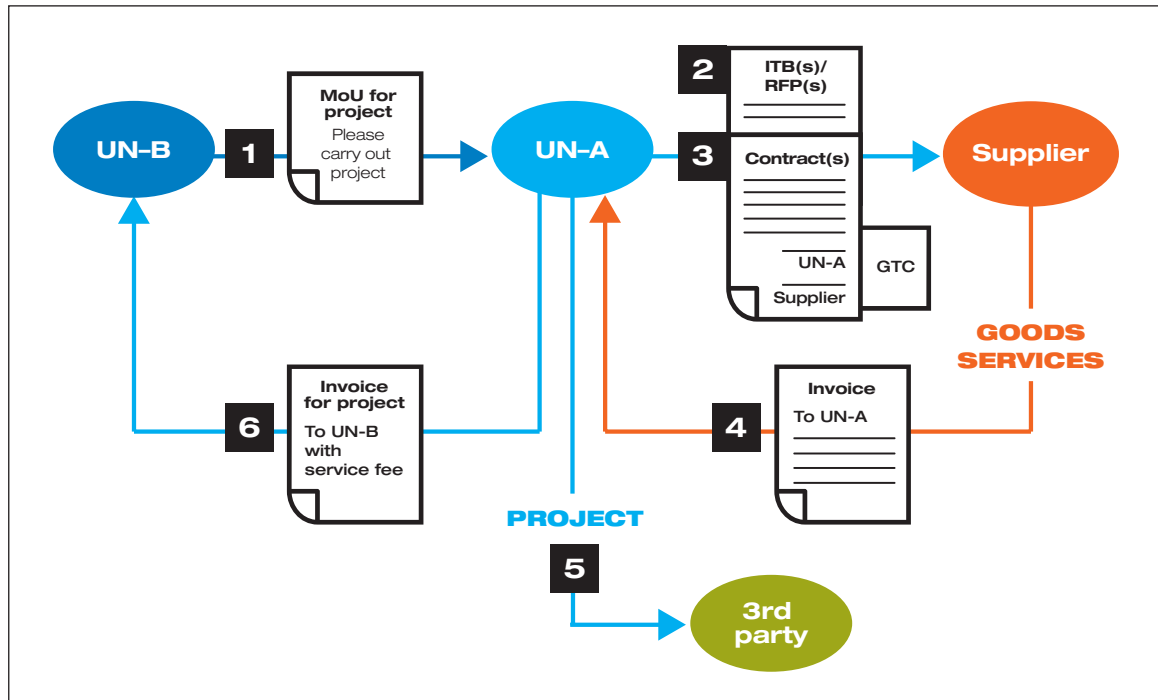 UN–B
1
MoU for
project
Please
carry out
project
UN–A
2
ITB(s)/
RFP(s)
3
Contract(s)
UN-A
Supplier
GTC
Supplier
GOODS
SERVICES
4
Invoice
To UN-A
6
Invoice
for project
To UN-B
with
service fee
PROJECT
5
3rd
party